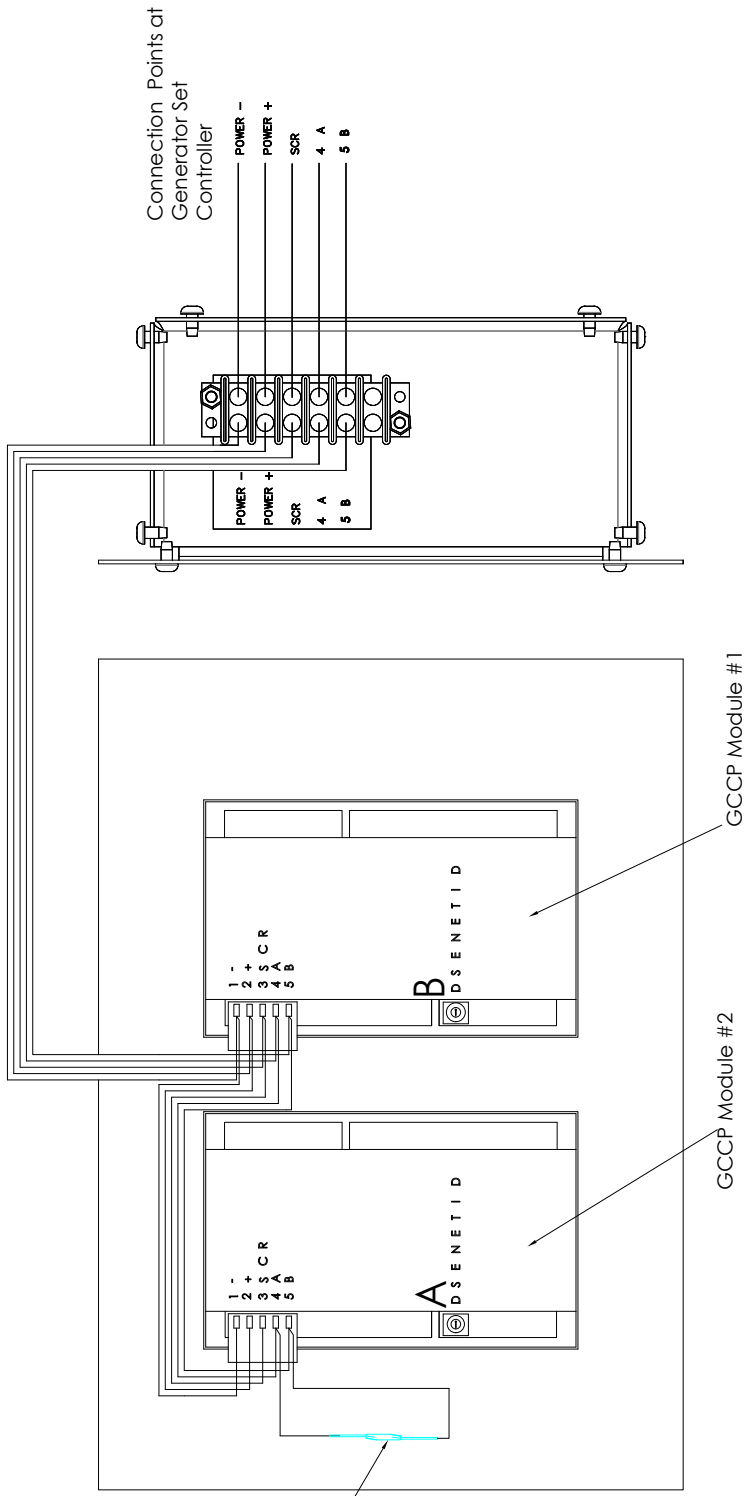 Connection Points at
Generator Set
Controller
POWER -
POWER +
SCR
4 A
5 B
POWER -
POWER +
SCR
4 A
5 B
1 -
2 +
3 SCR
4 A
5 B
B
DSENETID
GCCP Module #1
1 -
2 +
3 SCR
4 A
5 B
A
DSENETID
GCCP Module #2